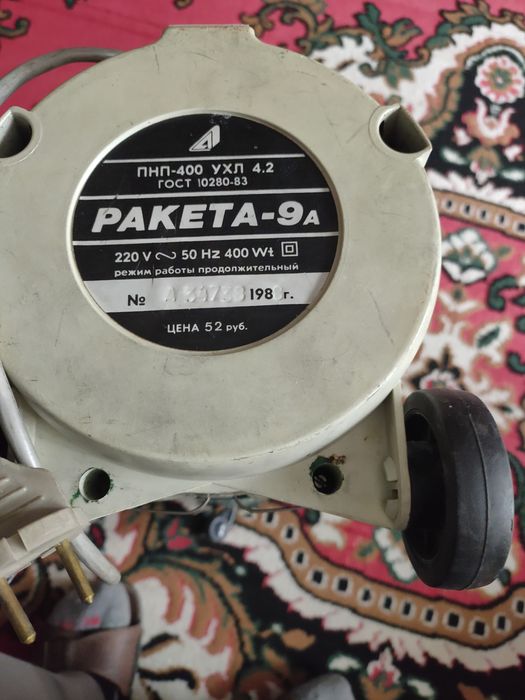 ПНП-400 УХЛ 4.2
ГОСТ 10280-83
РАКЕТА-9А
220 V ~ 50 Hz 400 Wt
режим работы продолжительный
№ 198 г.
ЦЕНА 52 руб.